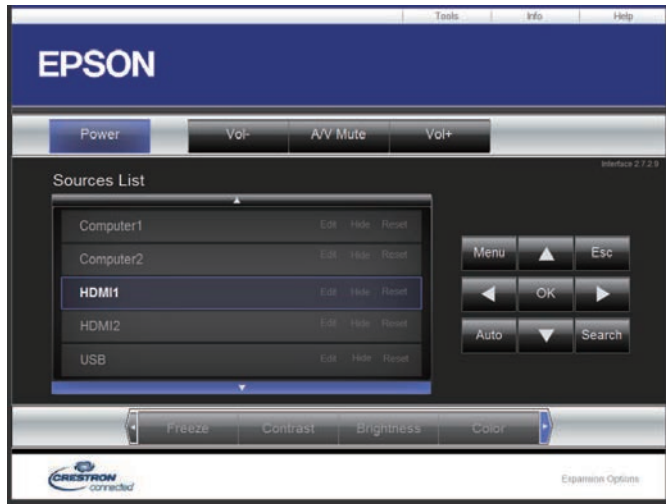 Tools Info Help
EPSON
Power Vol- A/V Mute Vol+
Interface 2.7.2.9
Sources List
Computer1 Edit Hide Reset
Computer2 Edit Hide Reset
HDMI1 Edit Hide Reset
HDMI2 Edit Hide Reset
USB Edit Hide Reset
Menu Esc
OK
Auto Search
Freeze Contrast Brightness Color
CRESTRON
connected
Expansion Options